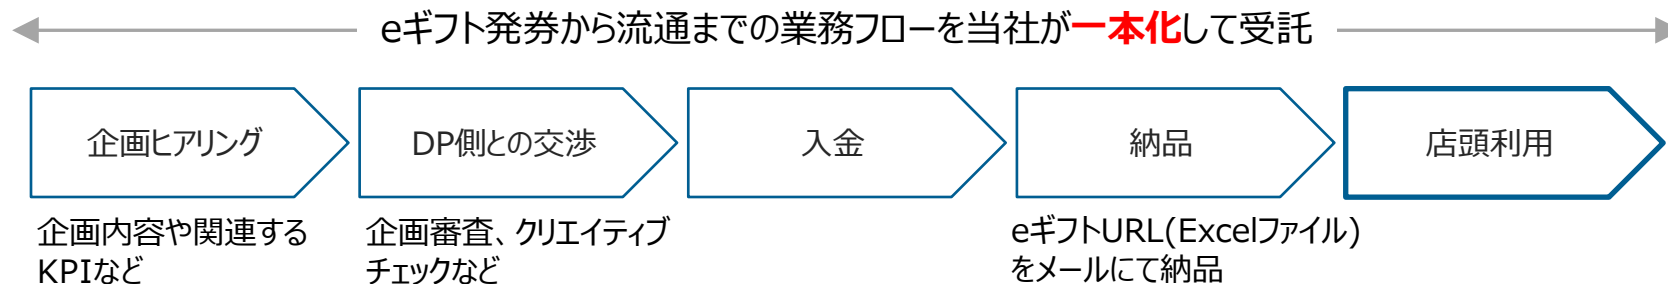 eギフト発券から流通までの業務フローを当社が一本化して受託
企画ヒアリング
DP側との交渉
入金
納品
店頭利用
企画内容や関連する
KPIなど
企画審査、クリエイティブ
チェックなど
eギフトURL(Excelファイル)
をメールにて納品